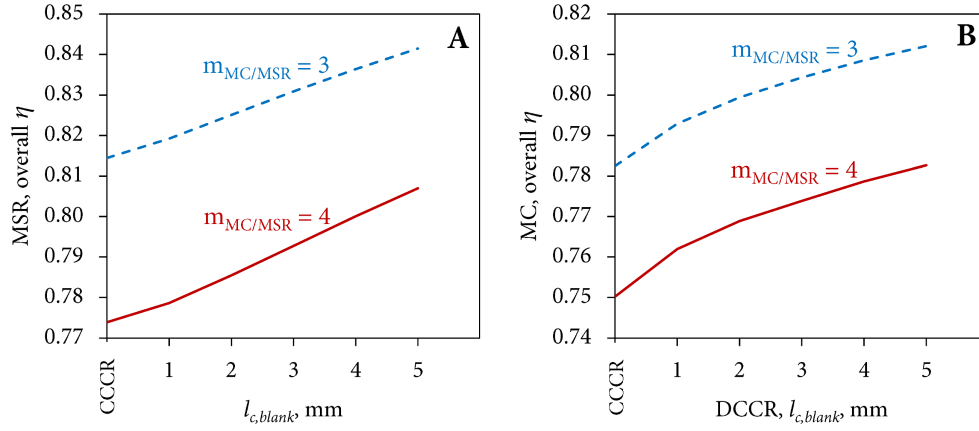 A
0.85
0.84
0.83
0.82
0.81
0.80
0.79
0.78
0.77
MSR, overall η
m_MC/MSR = 3
m_MC/MSR = 4
CCCR 1 2 3 4 5
l_c,blank, mm
B
0.82
0.81
0.80
0.79
0.78
0.77
0.76
0.75
0.74
MC, overall η
m_MC/MSR = 3
m_MC/MSR = 4
CCCR 1 2 3 4 5
DCCR, l_c,blank, mm